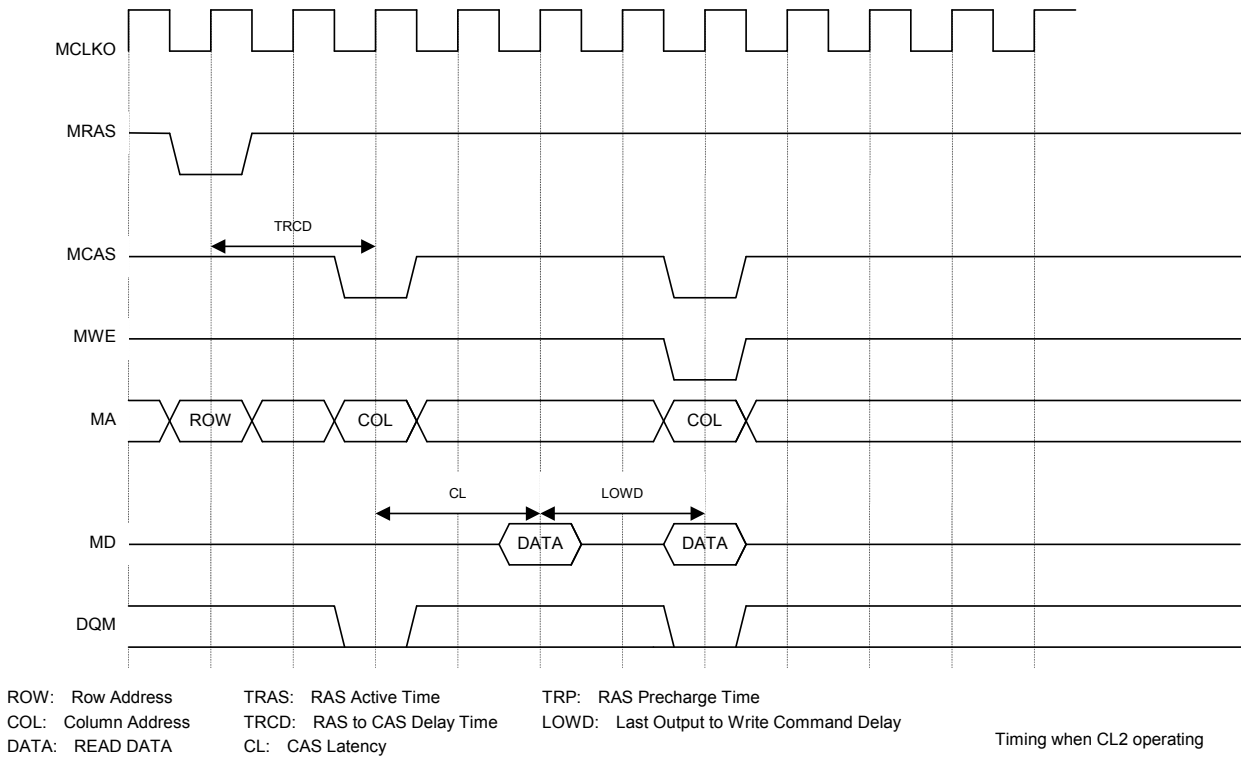 MCLKO
MRAS
TRCD
MCAS
MWE
MA ROW COL COL
CL LOWD
MD DATA DATA
DQM
ROW: Row Address TRAS: RAS Active Time TRP: RAS Precharge Time
COL: Column Address TRCD: RAS to CAS Delay Time LOWD: Last Output to Write Command Delay
DATA: READ DATA CL: CAS Latency Timing when CL2 operating